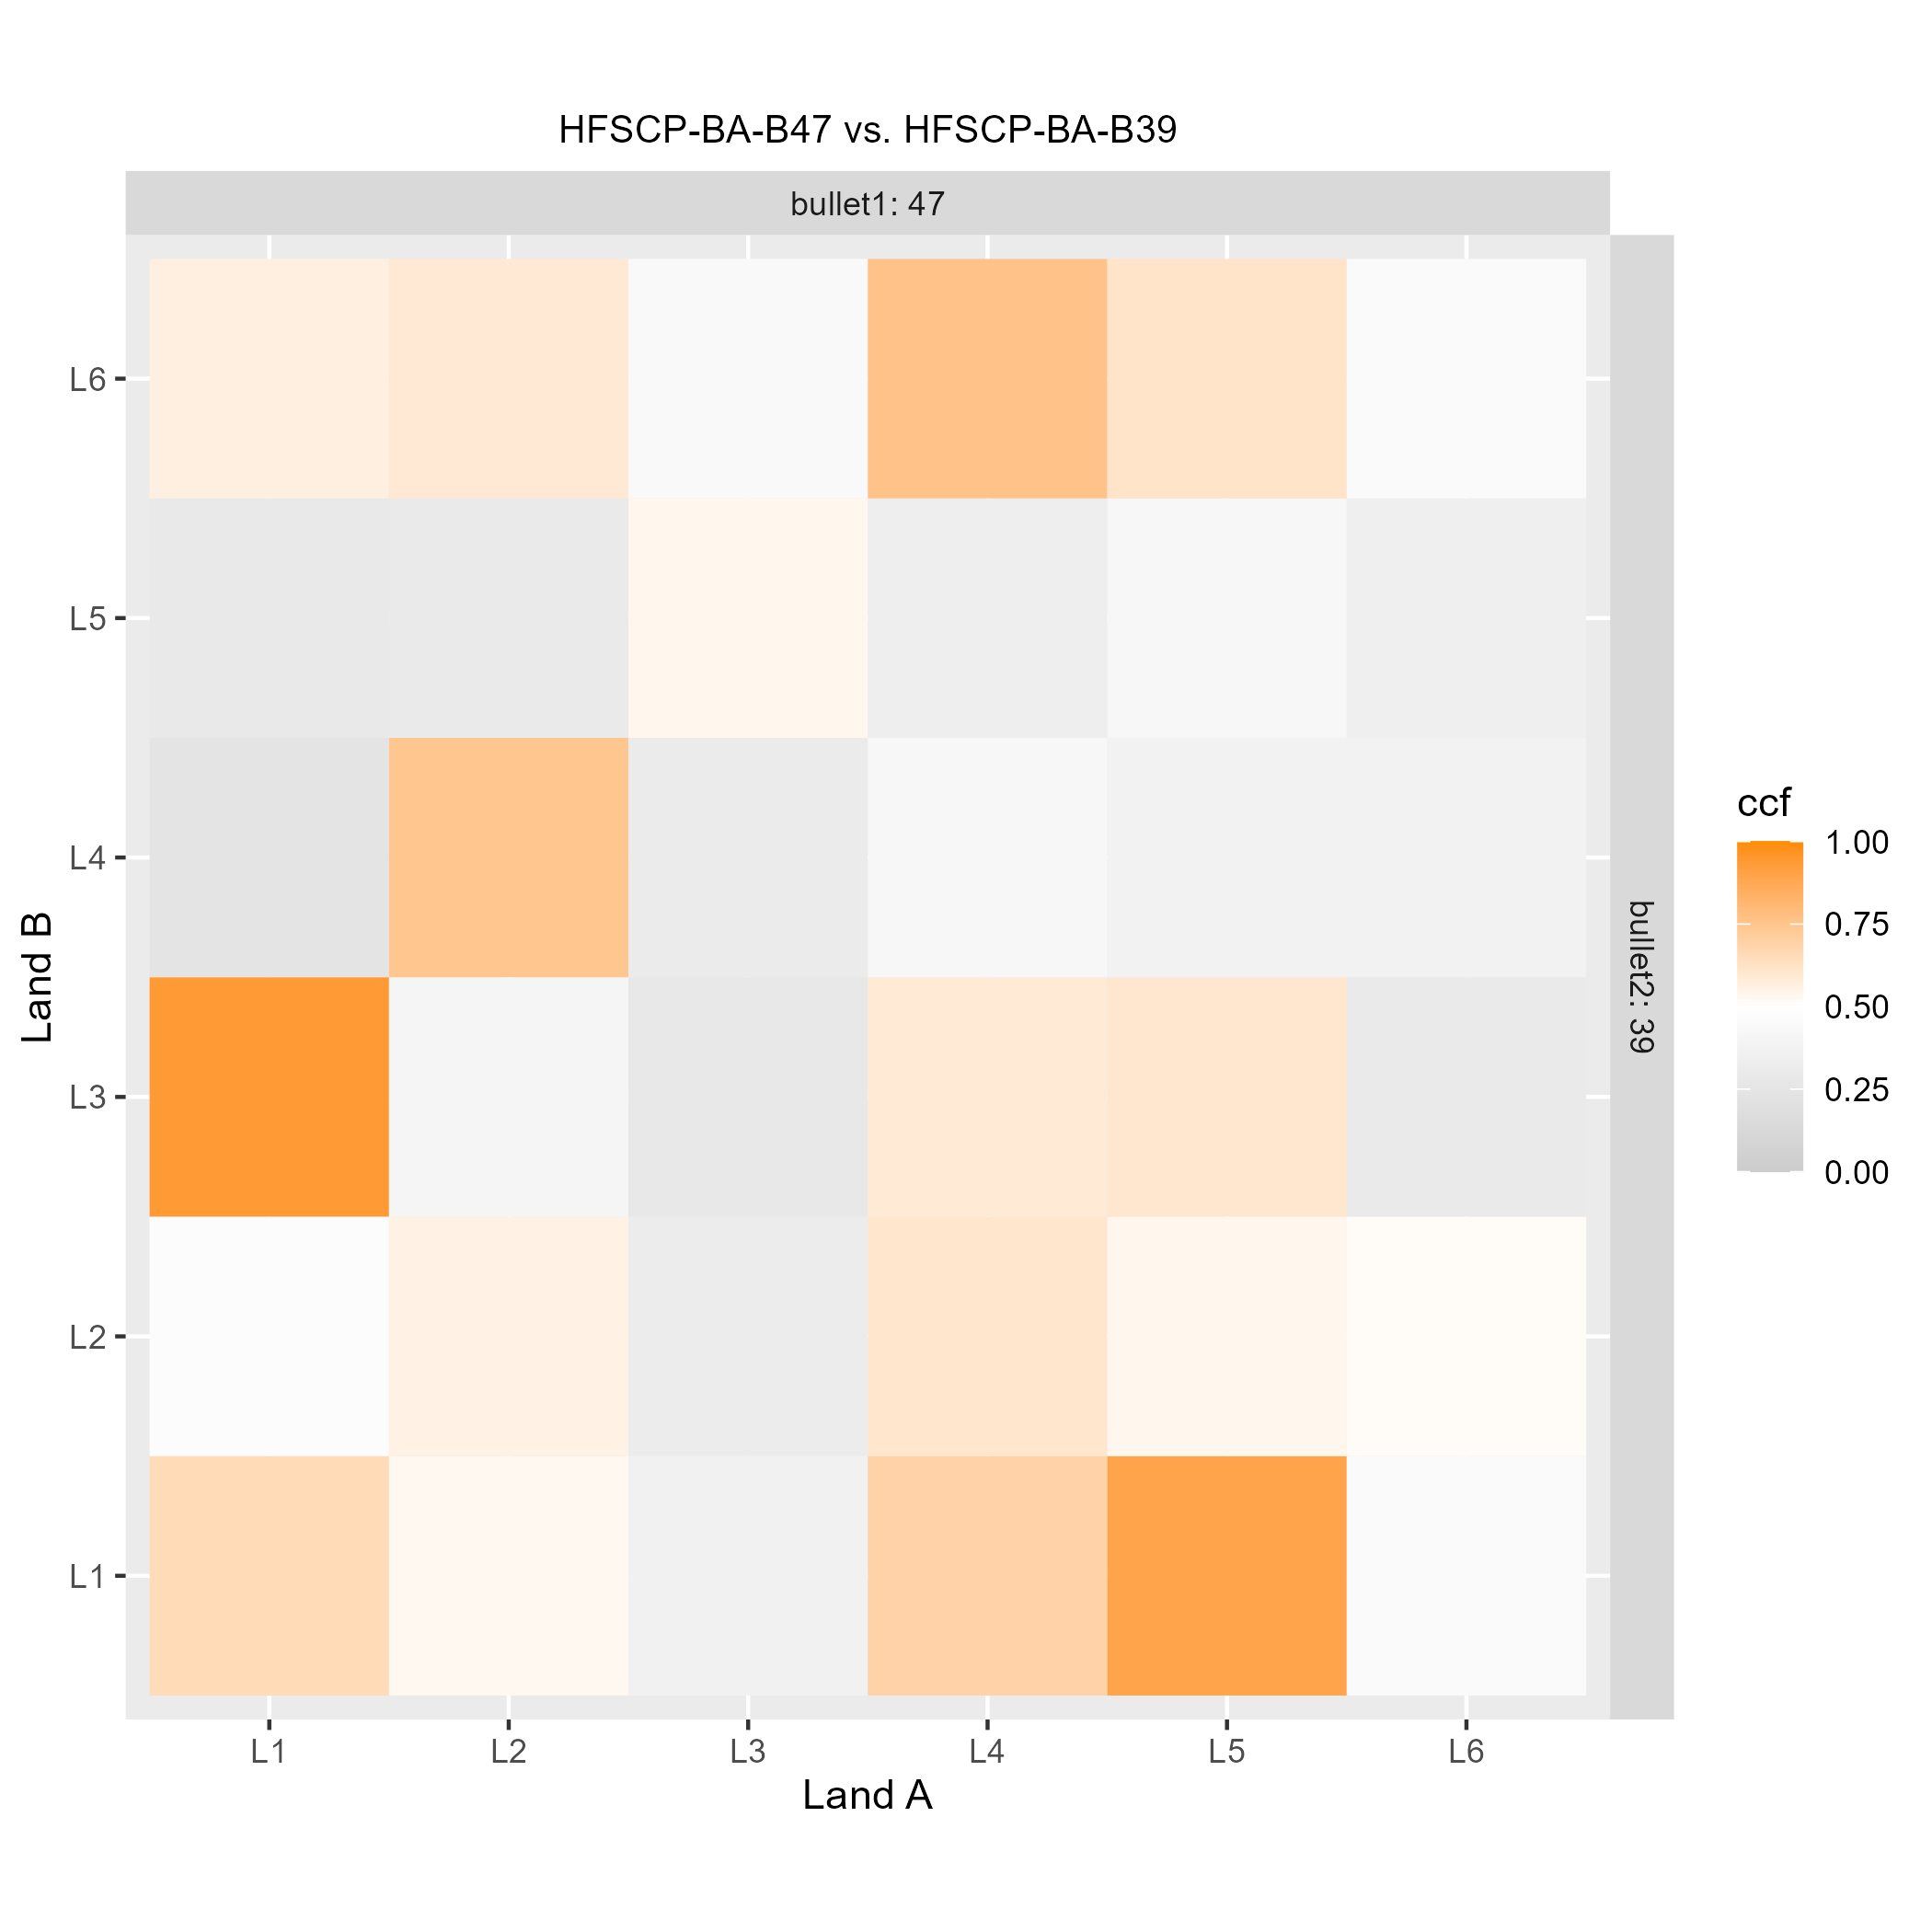 HFSCP-BA-B47 vs. HFSCP-BA-B39
bullet1: 47
L6
L5
L4
L3
L2
L1
Land B
bullet2: 39
L1 L2 L3 L4 L5 L6
Land A
ccf
1.00
0.75
0.50
0.25
0.00